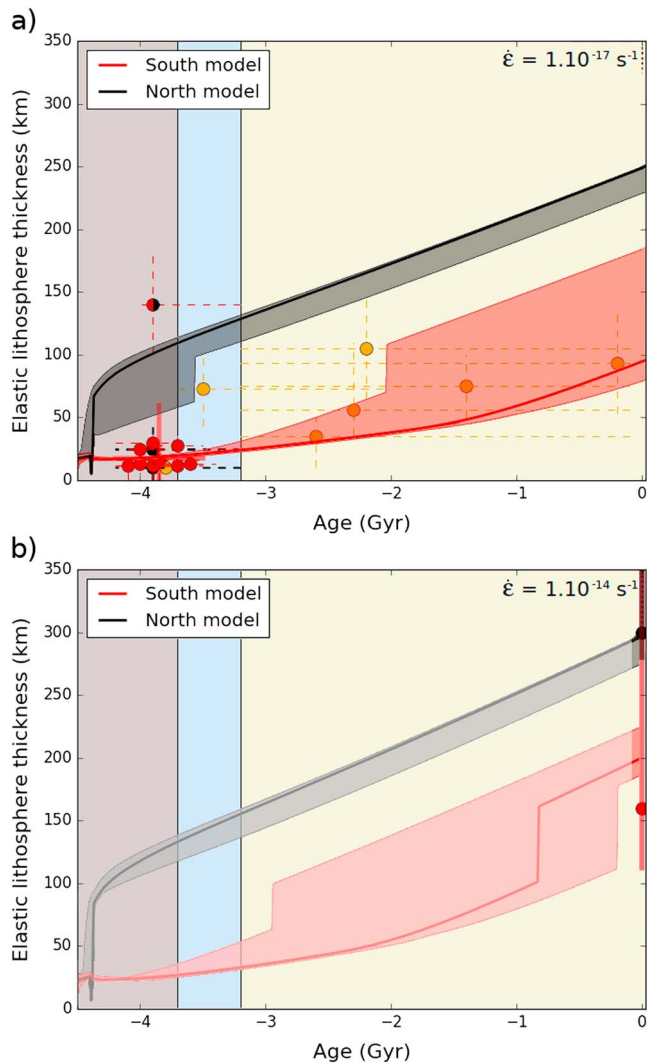 a)
350
300
250
200
150
100
50
0
Elastic lithosphere thickness (km)
South model
North model
ε̇ = 1.10⁻¹⁷ s⁻¹
−4 −3 −2 −1 0
Age (Gyr)
b)
350
300
250
200
150
100
50
0
Elastic lithosphere thickness (km)
South model
North model
ε̇ = 1.10⁻¹⁴ s⁻¹
−4 −3 −2 −1 0
Age (Gyr)